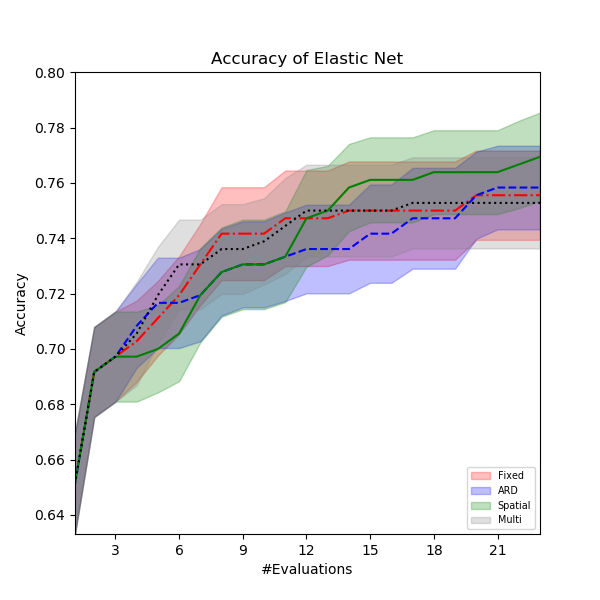 Accuracy of Elastic Net
0.80
0.78
0.76
0.74
0.72
0.70
0.68
0.66
0.64
Accuracy
3 6 9 12 15 18 21
#Evaluations
Fixed
ARD
Spatial
Multi